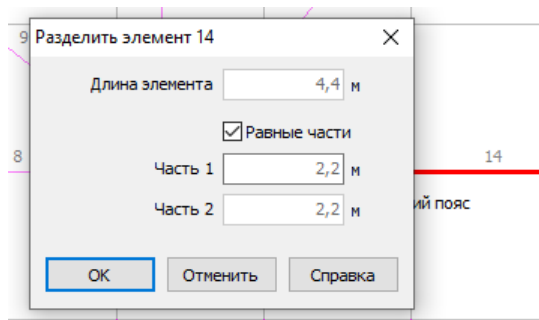 9
Разделить элемент 14
Длина элемента 4,4 м
Равные части
8
Часть 1 2,2 м
14
Часть 2 2,2 м
ий пояс
OK Отменить Справка